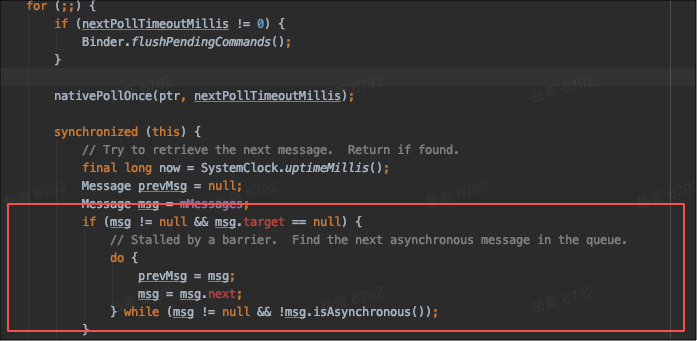 for (;;) {
if (nextPollTimeoutMillis != 0) {
Binder.flushPendingCommands();
}
nativePollOnce(ptr, nextPollTimeoutMillis);
synchronized (this) {
// Try to retrieve the next message.  Return if found.
final long now = SystemClock.uptimeMillis();
Message prevMsg = null;
Message msg = mMessages;
if (msg != null && msg.target == null) {
// Stalled by a barrier.  Find the next asynchronous message in the queue.
do {
prevMsg = msg;
msg = msg.next;
} while (msg != null && !msg.isAsynchronous());
}
岳奇 6792